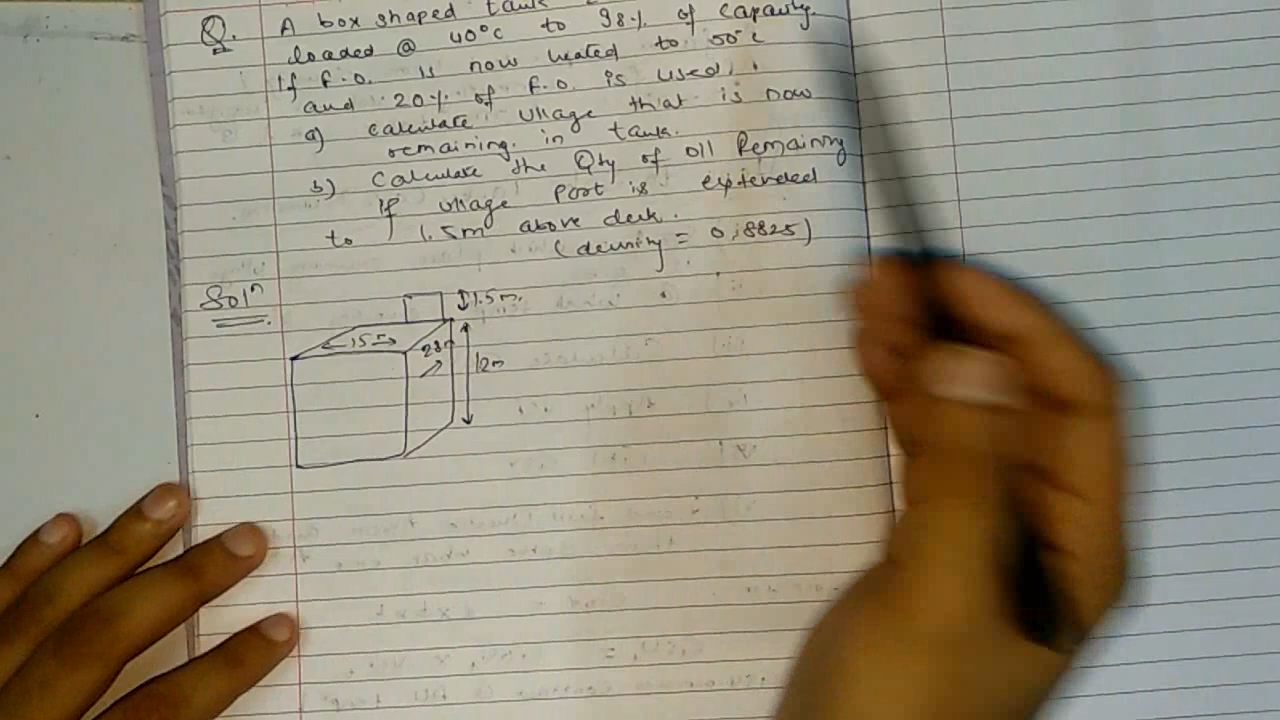 Q. A box shaped tank
loaded @ 40°c to 98% of capacity.
If F.O. is now heated to 50°c
and 20% of F.O. is used.
a) Calculate ullage that is now
remaining in tank.
b) Calculate the Qty of oil Remaining
If ullage port is extended
to 1.5m above deck.
(density = 0.8825)
Solⁿ
1.5m
15m
28m
12m